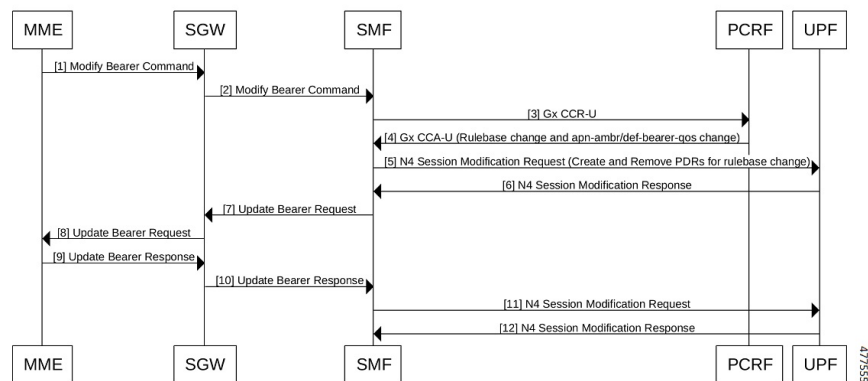 MME SGW SMF PCRF UPF
[1] Modify Bearer Command
[2] Modify Bearer Command
[3] Gx CCR-U
[4] Gx CCA-U (Rulebase change and apn-ambr/def-bearer-qos change)
[5] N4 Session Modification Request (Create and Remove PDRs for rulebase change)
[6] N4 Session Modification Response
[7] Update Bearer Request
[8] Update Bearer Request
[9] Update Bearer Response
[10] Update Bearer Response
[11] N4 Session Modification Request
[12] N4 Session Modification Response
MME SGW SMF PCRF UPF